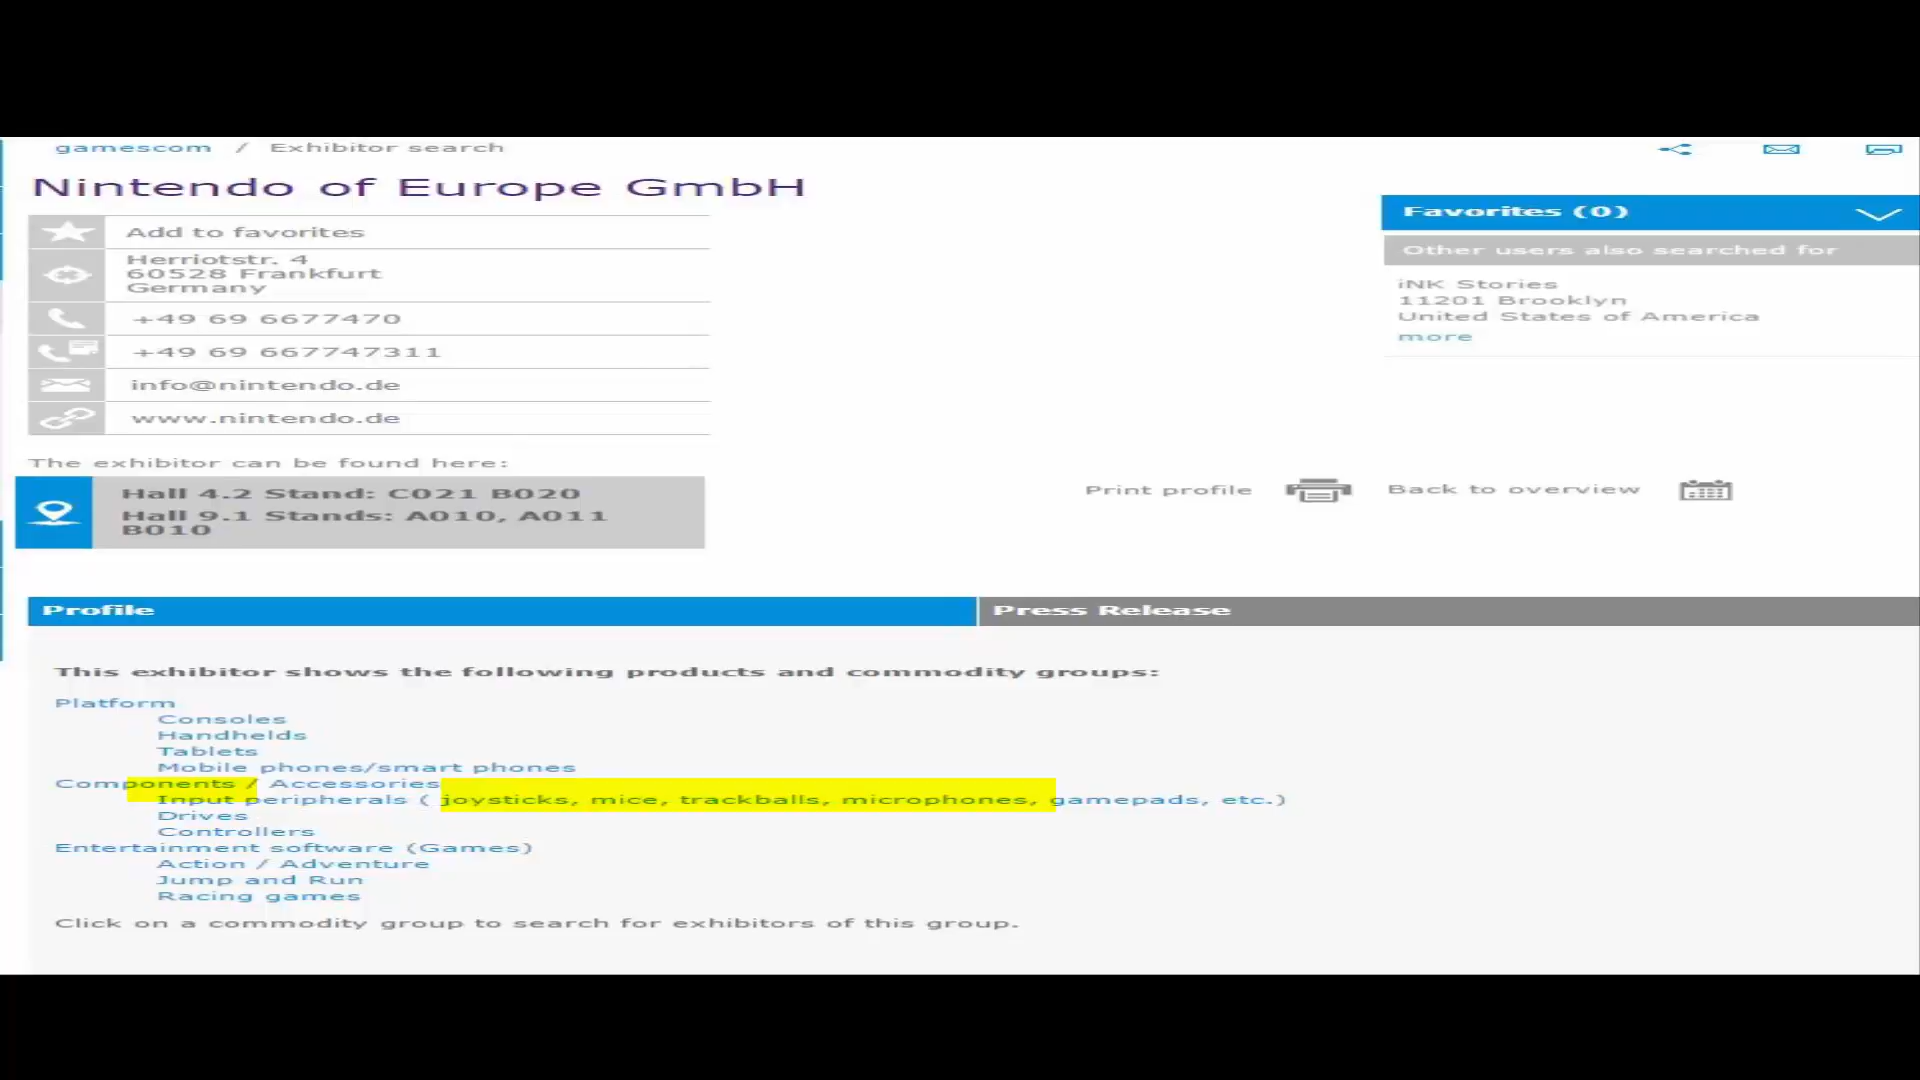 gamescom / Exhibitor search
Nintendo of Europe GmbH
Add to favorites
Herriotstr. 4
60528 Frankfurt
Germany
+49 69 6677470
+49 69 667747311
info@nintendo.de
www.nintendo.de
The exhibitor can be found here:
Hall 4.2 Stand: C021 B020
Hall 9.1 Stands: A010, A011
B010
Favorites (0)
Other users also searched for
iNK Stories
11201 Brooklyn
United States of America
more
Print profile
Back to overview
Profile
Press Release
This exhibitor shows the following products and commodity groups:
Platform
Consoles
Handhelds
Tablets
Mobile phones/smart phones
Components / Accessories
Input peripherals ( joysticks, mice, trackballs, microphones, gamepads, etc.)
Drives
Controllers
Entertainment software (Games)
Action / Adventure
Jump and Run
Racing games
Click on a commodity group to search for exhibitors of this group.